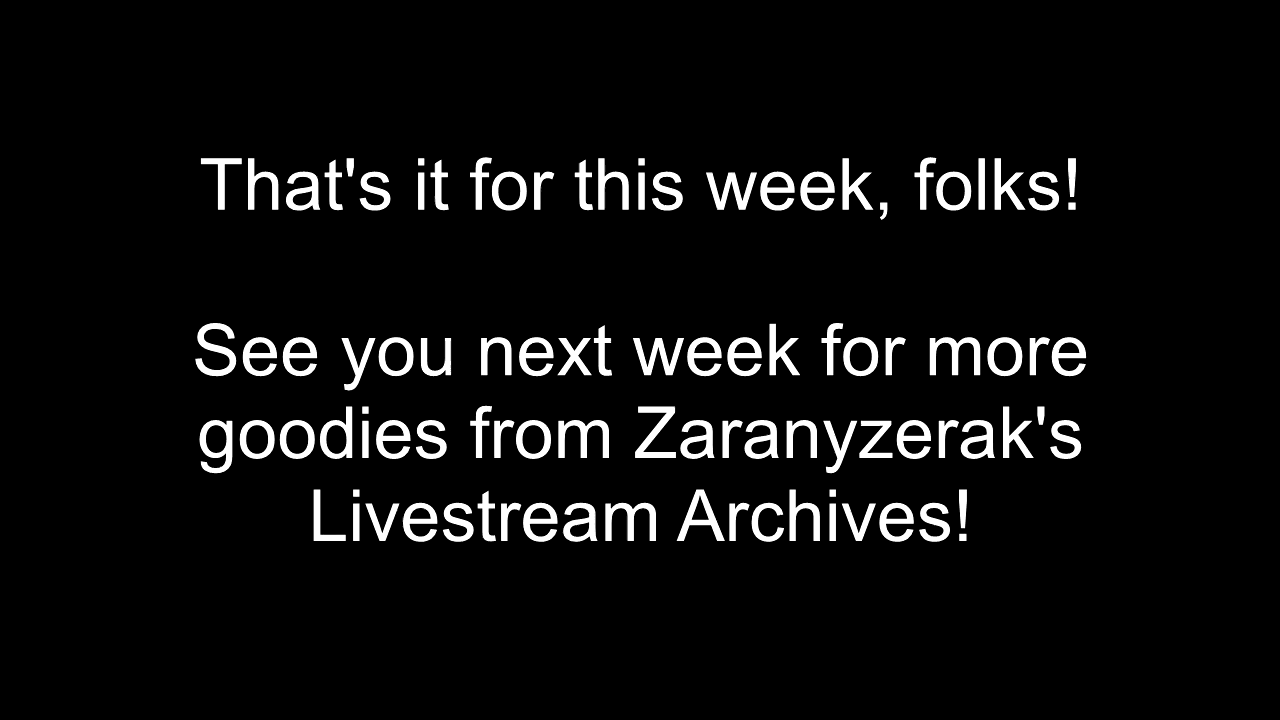 That's it for this week, folks!
See you next week for more
goodies from Zaranyzerak's
Livestream Archives!